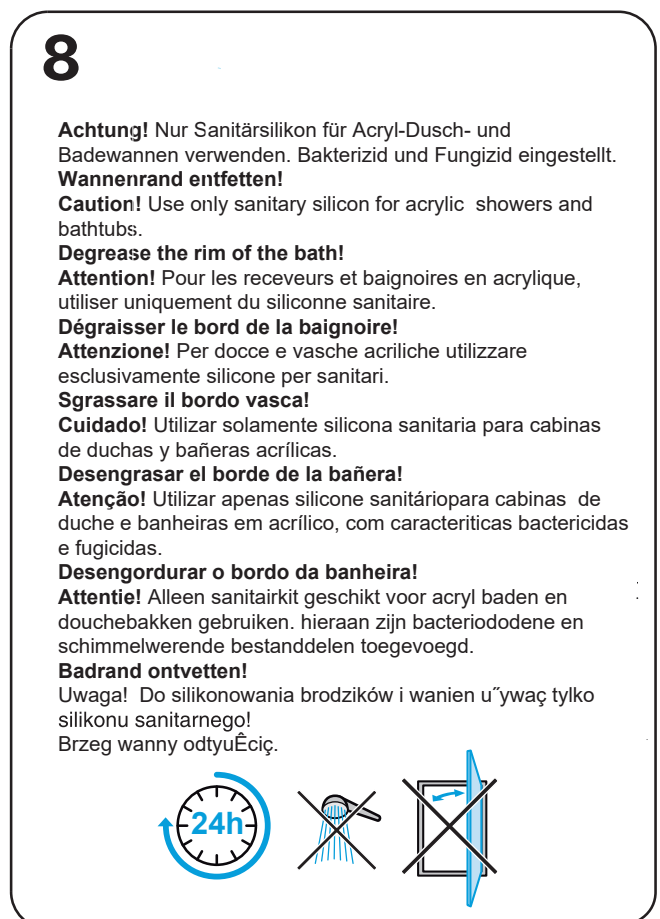 8
Achtung! Nur Sanitärsilikon für Acryl-Dusch- und
Badewannen verwenden. Bakterizid und Fungizid eingestellt.
Wannenrand entfetten!
Caution! Use only sanitary silicon for acrylic showers and
bathtubs.
Degrease the rim of the bath!
Attention! Pour les receveurs et baignoires en acrylique,
utiliser uniquement du siliconne sanitaire.
Dégraisser le bord de la baignoire!
Attenzione! Per docce e vasche acriliche utilizzare
esclusivamente silicone per sanitari.
Sgrassare il bordo vasca!
Cuidado! Utilizar solamente silicona sanitaria para cabinas
de duchas y bañeras acrílicas.
Desengrasar el borde de la bañera!
Atenção! Utilizar apenas silicone sanitáriopara cabinas de
duche e banheiras em acrílico, com caracteriticas bactericidas
e fugicidas.
Desengordurar o bordo da banheira!
Attentie! Alleen sanitairkit geschikt voor acryl baden en
douchebakken gebruiken. hieraan zijn bacteriododene en
schimmelwerende bestanddelen toegevoegd.
Badrand ontvetten!
Uwaga! Do silikonowania brodzików i wanien u˝ywaç tylko
silikonu sanitarnego!
Brzeg wanny odtyuÊciç.
24h